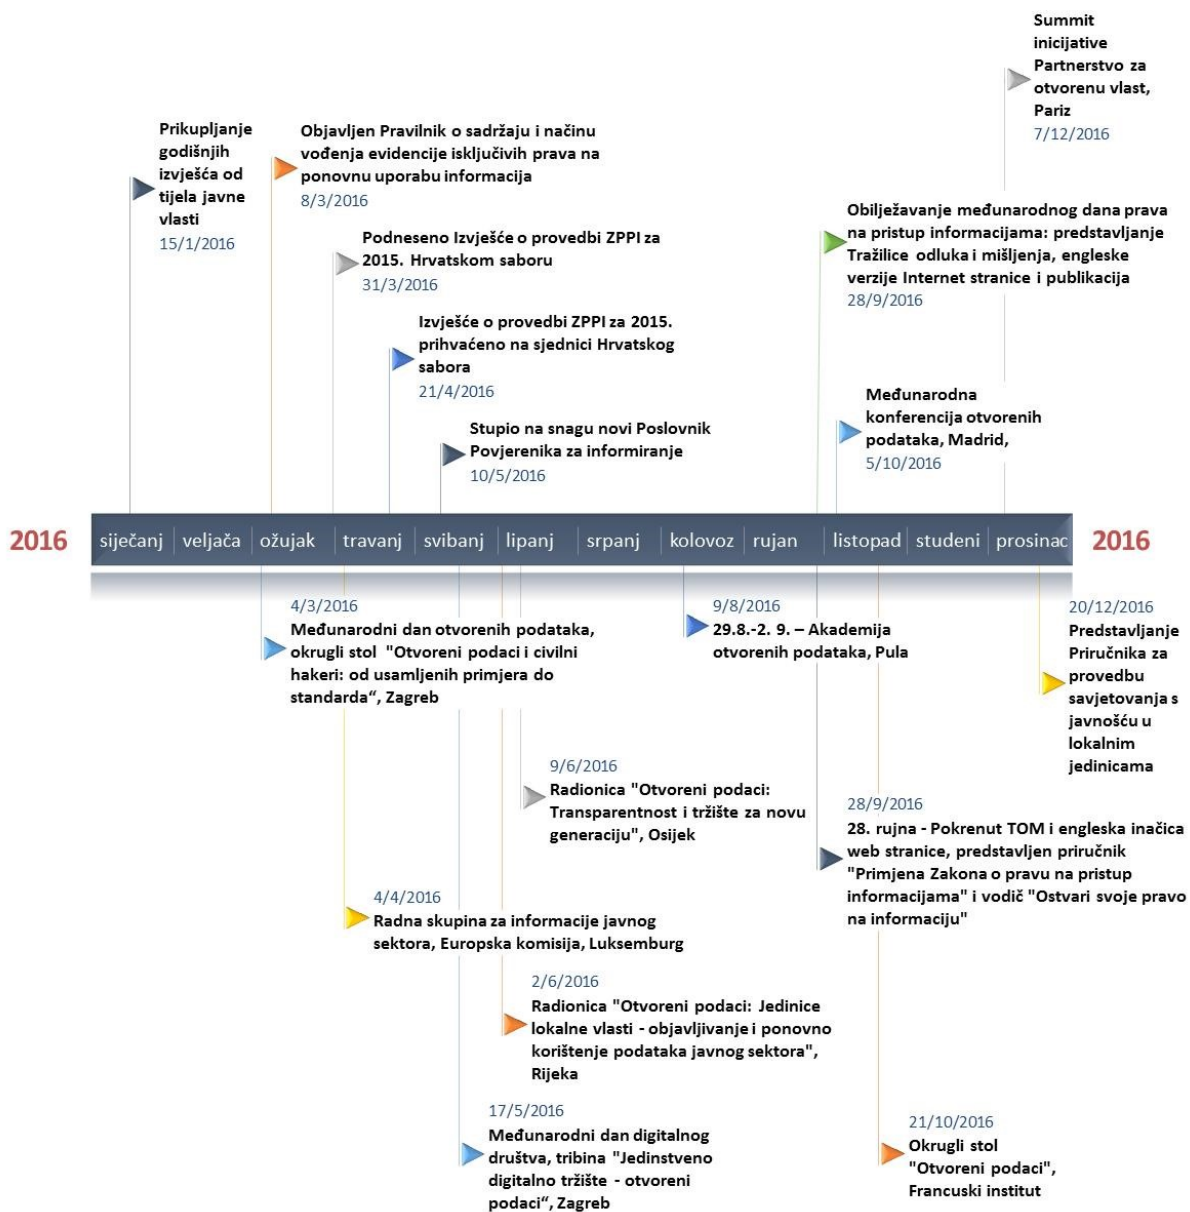 Summit
inicijative
Partnerstvo za
otvorenu vlast,
Pariz
7/12/2016
Prikupljanje
godišnjih
izvješća od
tijela javne
vlasti
15/1/2016
Objavljen Pravilnik o sadržaju i načinu
vođenja evidencije isključivih prava na
ponovnu uporabu informacija
8/3/2016
Podneseno Izvješće o provedbi ZPPI za
2015. Hrvatskom saboru
31/3/2016
Izvješće o provedbi ZPPI za 2015.
prihvaćeno na sjednici Hrvatskog
sabora
21/4/2016
Stupio na snagu novi Poslovnik
Povjerenika za informiranje
10/5/2016
Obilježavanje međunarodnog dana prava
na pristup informacijama: predstavljanje
Tražilice odluka i mišljenja, engleske
verzije Internet stranice i publikacija
28/9/2016
Međunarodna
konferencija otvorenih
podataka, Madrid,
5/10/2016
2016 siječanj veljača ožujak travanj svibanj lipanj srpanj kolovoz rujan listopad studeni prosinac 2016
4/3/2016
Međunarodni dan otvorenih podataka,
okrugli stol "Otvoreni podaci i civilni
hakeri: od usamljenih primjera do
standarda“, Zagreb
9/8/2016
29.8.-2. 9. – Akademija
otvorenih podataka, Pula
20/12/2016
Predstavljanje
Priručnika za
provedbu
savjetovanja s
javnošću u
lokalnim
jedinicama
9/6/2016
Radionica "Otvoreni podaci:
Transparentnost i tržište za novu
generaciju", Osijek
28/9/2016
28. rujna - Pokrenut TOM i engleska inačica
web stranice, predstavljen priručnik
"Primjena Zakona o pravu na pristup
informacijama" i vodič "Ostvari svoje pravo
na informaciju"
4/4/2016
Radna skupina za informacije javnog
sektora, Europska komisija, Luksemburg
2/6/2016
Radionica "Otvoreni podaci: Jedinice
lokalne vlasti - objavljivanje i ponovno
korištenje podataka javnog sektora",
Rijeka
17/5/2016
Međunarodni dan digitalnog
društva, tribina "Jedinstveno
digitalno tržište - otvoreni
podaci“, Zagreb
21/10/2016
Okrugli stol
"Otvoreni podaci",
Francuski institut